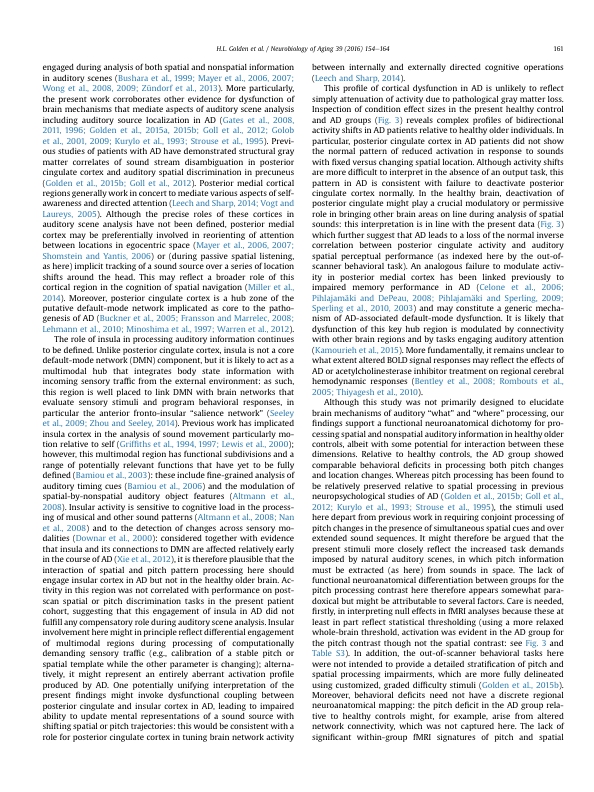 H.L. Golden et al. / Neurobiology of Aging 39 (2016) 154–164
161
engaged during analysis of both spatial and nonspatial information
in auditory scenes (Bushara et al., 1999; Mayer et al., 2006, 2007;
Wong et al., 2008, 2009; Zündorf et al., 2013). More particularly,
the present work corroborates other evidence for dysfunction of
brain mechanisms that mediate aspects of auditory scene analysis
including auditory source localization in AD (Gates et al., 2008,
2011, 1996; Golden et al., 2015a, 2015b; Goll et al., 2012; Golob
et al., 2001, 2009; Kurylo et al., 1993; Strouse et al., 1995). Previ-
ous studies of patients with AD have demonstrated structural gray
matter correlates of sound stream disambiguation in posterior
cingulate cortex and auditory spatial discrimination in precuneus
(Golden et al., 2015b; Goll et al., 2012). Posterior medial cortical
regions generally work in concert to mediate various aspects of self-
awareness and directed attention (Leech and Sharp, 2014; Vogt and
Laureys, 2005). Although the precise roles of these cortices in
auditory scene analysis have not been defined, posterior medial
cortex may be preferentially involved in reorienting of attention
between locations in egocentric space (Mayer et al., 2006, 2007;
Shomstein and Yantis, 2006) or (during passive spatial listening,
as here) implicit tracking of a sound source over a series of location
shifts around the head. This may reflect a broader role of this
cortical region in the cognition of spatial navigation (Miller et al.,
2014). Moreover, posterior cingulate cortex is a hub zone of the
putative default-mode network implicated as core to the patho-
genesis of AD (Buckner et al., 2005; Fransson and Marrelec, 2008;
Lehmann et al., 2010; Minoshima et al., 1997; Warren et al., 2012).
The role of insula in processing auditory information continues
to be defined. Unlike posterior cingulate cortex, insula is not a core
default-mode network (DMN) component, but it is likely to act as a
multimodal hub that integrates body state information with
incoming sensory traffic from the external environment: as such,
this region is well placed to link DMN with brain networks that
evaluate sensory stimuli and program behavioral responses, in
particular the anterior fronto-insular “salience network” (Seeley
et al., 2009; Zhou and Seeley, 2014). Previous work has implicated
insula cortex in the analysis of sound movement particularly mo-
tion relative to self (Griffiths et al., 1994, 1997; Lewis et al., 2000);
however, this multimodal region has functional subdivisions and a
range of potentially relevant functions that have yet to be fully
defined (Bamiou et al., 2003): these include fine-grained analysis of
auditory timing cues (Bamiou et al., 2006) and the modulation of
spatial-by-nonspatial auditory object features (Altmann et al.,
2008). Insular activity is sensitive to cognitive load in the process-
ing of musical and other sound patterns (Altmann et al., 2008; Nan
et al., 2008) and to the detection of changes across sensory mo-
dalities (Downar et al., 2000): considered together with evidence
that insula and its connections to DMN are affected relatively early
in the course of AD (Xie et al., 2012), it is therefore plausible that the
interaction of spatial and pitch pattern processing here should
engage insular cortex in AD but not in the healthy older brain. Ac-
tivity in this region was not correlated with performance on post-
scan spatial or pitch discrimination tasks in the present patient
cohort, suggesting that this engagement of insula in AD did not
fulfill any compensatory role during auditory scene analysis. Insular
involvement here might in principle reflect differential engagement
of multimodal regions during processing of computationally
demanding sensory traffic (e.g., calibration of a stable pitch or
spatial template while the other parameter is changing); alterna-
tively, it might represent an entirely aberrant activation profile
produced by AD. One potentially unifying interpretation of the
present findings might invoke dysfunctional coupling between
posterior cingulate and insular cortex in AD, leading to impaired
ability to update mental representations of a sound source with
shifting spatial or pitch trajectories: this would be consistent with a
role for posterior cingulate cortex in tuning brain network activity
between internally and externally directed cognitive operations
(Leech and Sharp, 2014).
This profile of cortical dysfunction in AD is unlikely to reflect
simply attenuation of activity due to pathological gray matter loss.
Inspection of condition effect sizes in the present healthy control
and AD groups (Fig. 3) reveals complex profiles of bidirectional
activity shifts in AD patients relative to healthy older individuals. In
particular, posterior cingulate cortex in AD patients did not show
the normal pattern of reduced activation in response to sounds
with fixed versus changing spatial location. Although activity shifts
are more difficult to interpret in the absence of an output task, this
pattern in AD is consistent with failure to deactivate posterior
cingulate cortex normally. In the healthy brain, deactivation of
posterior cingulate might play a crucial modulatory or permissive
role in bringing other brain areas on line during analysis of spatial
sounds: this interpretation is in line with the present data (Fig. 3)
which further suggest that AD leads to a loss of the normal inverse
correlation between posterior cingulate activity and auditory
spatial perceptual performance (as indexed here by the out-of-
scanner behavioral task). An analogous failure to modulate activ-
ity in posterior medial cortex has been linked previously to
impaired memory performance in AD (Celone et al., 2006;
Pihlajamäki and DePeau, 2008; Pihlajamäki and Sperling, 2009;
Sperling et al., 2010, 2003) and may constitute a generic mecha-
nism of AD-associated default-mode dysfunction. It is likely that
dysfunction of this key hub region is modulated by connectivity
with other brain regions and by tasks engaging auditory attention
(Kamourieh et al., 2015). More fundamentally, it remains unclear to
what extent altered BOLD signal responses may reflect the effects of
AD or acetylcholinesterase inhibitor treatment on regional cerebral
hemodynamic responses (Bentley et al., 2008; Rombouts et al.,
2005; Thiyagesh et al., 2010).
Although this study was not primarily designed to elucidate
brain mechanisms of auditory “what” and “where” processing, our
findings support a functional neuroanatomical dichotomy for pro-
cessing spatial and nonspatial auditory information in healthy older
controls, albeit with some potential for interaction between these
dimensions. Relative to healthy controls, the AD group showed
comparable behavioral deficits in processing both pitch changes
and location changes. Whereas pitch processing has been found to
be relatively preserved relative to spatial processing in previous
neuropsychological studies of AD (Golden et al., 2015b; Goll et al.,
2012; Kurylo et al., 1993; Strouse et al., 1995), the stimuli used
here depart from previous work in requiring conjoint processing of
pitch changes in the presence of simultaneous spatial cues and over
extended sound sequences. It might therefore be argued that the
present stimuli more closely reflect the increased task demands
imposed by natural auditory scenes, in which pitch information
must be extracted (as here) from sounds in space. The lack of
functional neuroanatomical differentiation between groups for the
pitch processing contrast here therefore appears somewhat para-
doxical but might be attributed to several factors. Care is needed,
firstly, in interpreting null effects in fMRI analyses because these at
least in part reflect statistical thresholding (using a more relaxed
whole-brain threshold, activation was evident in the AD group for
the pitch contrast though not the spatial contrast: see Fig. 3 and
Table S3). In addition, the out-of-scanner behavioral tasks here
were not intended to provide a detailed stratification of pitch and
spatial processing impairments, which are more fully delineated
using customized, graded difficulty stimuli (Golden et al., 2015b).
Moreover, behavioral deficits need not have a discrete regional
neuroanatomical mapping: the pitch deficit in the AD group rela-
tive to healthy controls might, for example, arise from altered
network connectivity, which was not captured here. The lack of
significant within-group fMRI signatures of pitch and spatial